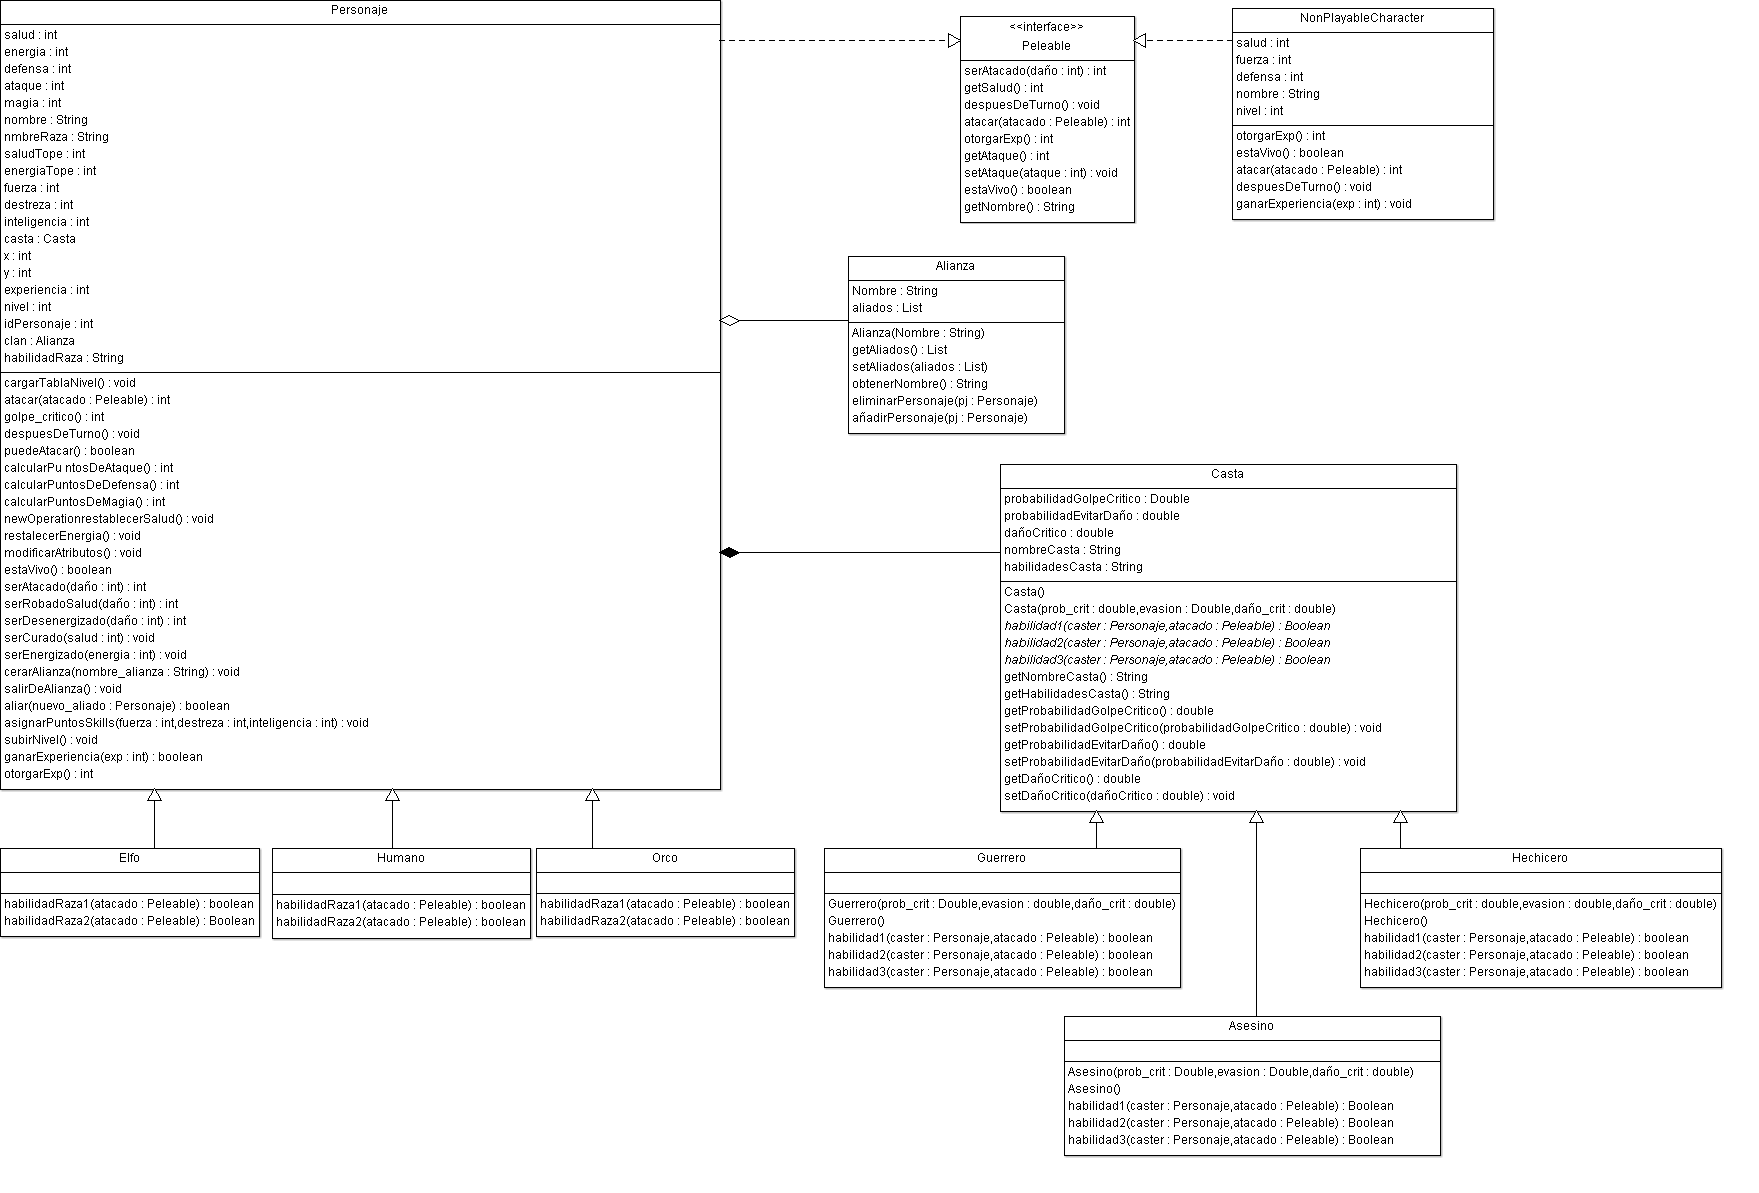 Personaje
salud : int
energia : int
defensa : int
ataque : int
magia : int
nombre : String
nmbreRaza : String
saludTope : int
energiaTope : int
fuerza : int
destreza : int
inteligencia : int
casta : Casta
x : int
y : int
experiencia : int
nivel : int
idPersonaje : int
clan : Alianza
habilidadRaza : String
cargarTablaNivel() : void
atacar(atacado : Peleable) : int
golpe_critico() : int
despuesDeTurno() : void
puedeAtacar() : boolean
calcularPu ntosDeAtaque() : int
calcularPuntosDeDefensa() : int
calcularPuntosDeMagia() : int
newOperationrestablecerSalud() : void
restalecerEnergia() : void
modificarAtributos() : void
estaVivo() : boolean
serAtacado(daño : int) : int
serRobadoSalud(daño : int) : int
serDesenergizado(daño : int) : int
serCurado(salud : int) : void
serEnergizado(energia : int) : void
cerarAlianza(nombre_alianza : String) : void
salirDeAlianza() : void
aliar(nuevo_aliado : Personaje) : boolean
asignarPuntosSkills(fuerza : int,destreza : int,inteligencia : int) : void
subirNivel() : void
ganarExperiencia(exp : int) : boolean
otorgarExp() : int
<<interface>>
Peleable
serAtacado(daño : int) : int
getSalud() : int
despuesDeTurno() : void
atacar(atacado : Peleable) : int
otorgarExp() : int
getAtaque() : int
setAtaque(ataque : int) : void
estaVivo() : boolean
getNombre() : String
NonPlayableCharacter
salud : int
fuerza : int
defensa : int
nombre : String
nivel : int
otorgarExp() : int
estaVivo() : boolean
atacar(atacado : Peleable) : int
despuesDeTurno() : void
ganarExperiencia(exp : int) : void
Alianza
Nombre : String
aliados : List
Alianza(Nombre : String)
getAliados() : List
setAliados(aliados : List)
obtenerNombre() : String
eliminarPersonaje(pj : Personaje)
añadirPersonaje(pj : Personaje)
Casta
probabilidadGolpeCritico : Double
probabilidadEvitarDaño : double
dañoCritico : double
nombreCasta : String
habilidadesCasta : String
Casta()
Casta(prob_crit : double,evasion : Double,daño_crit : double)
habilidad1(caster : Personaje,atacado : Peleable) : Boolean
habilidad2(caster : Personaje,atacado : Peleable) : Boolean
habilidad3(caster : Personaje,atacado : Peleable) : Boolean
getNombreCasta() : String
getHabilidadesCasta() : String
getProbabilidadGolpeCritico() : double
setProbabilidadGolpeCritico(probabilidadGolpeCritico : double) : void
getProbabilidadEvitarDaño() : double
setProbabilidadEvitarDaño(probabilidadEvitarDaño : double) : void
getDañoCritico() : double
setDañoCritico(dañoCritico : double) : void
Elfo
habilidadRaza1(atacado : Peleable) : boolean
habilidadRaza2(atacado : Peleable) : Boolean
Humano
habilidadRaza1(atacado : Peleable) : boolean
habilidadRaza2(atacado : Peleable) : boolean
Orco
habilidadRaza1(atacado : Peleable) : boolean
habilidadRaza2(atacado : Peleable) : boolean
Guerrero
Guerrero(prob_crit : Double,evasion : double,daño_crit : double)
Guerrero()
habilidad1(caster : Personaje,atacado : Peleable) : boolean
habilidad2(caster : Personaje,atacado : Peleable) : boolean
habilidad3(caster : Personaje,atacado : Peleable) : boolean
Hechicero
Hechicero(prob_crit : double,evasion : double,daño_crit : double)
Hechicero()
habilidad1(caster : Personaje,atacado : Peleable) : boolean
habilidad2(caster : Personaje,atacado : Peleable) : boolean
habilidad3(caster : Personaje,atacado : Peleable) : boolean
Asesino
Asesino(prob_crit : Double,evasion : Double,daño_crit : double)
Asesino()
habilidad1(caster : Personaje,atacado : Peleable) : Boolean
habilidad2(caster : Personaje,atacado : Peleable) : Boolean
habilidad3(caster : Personaje,atacado : Peleable) : Boolean